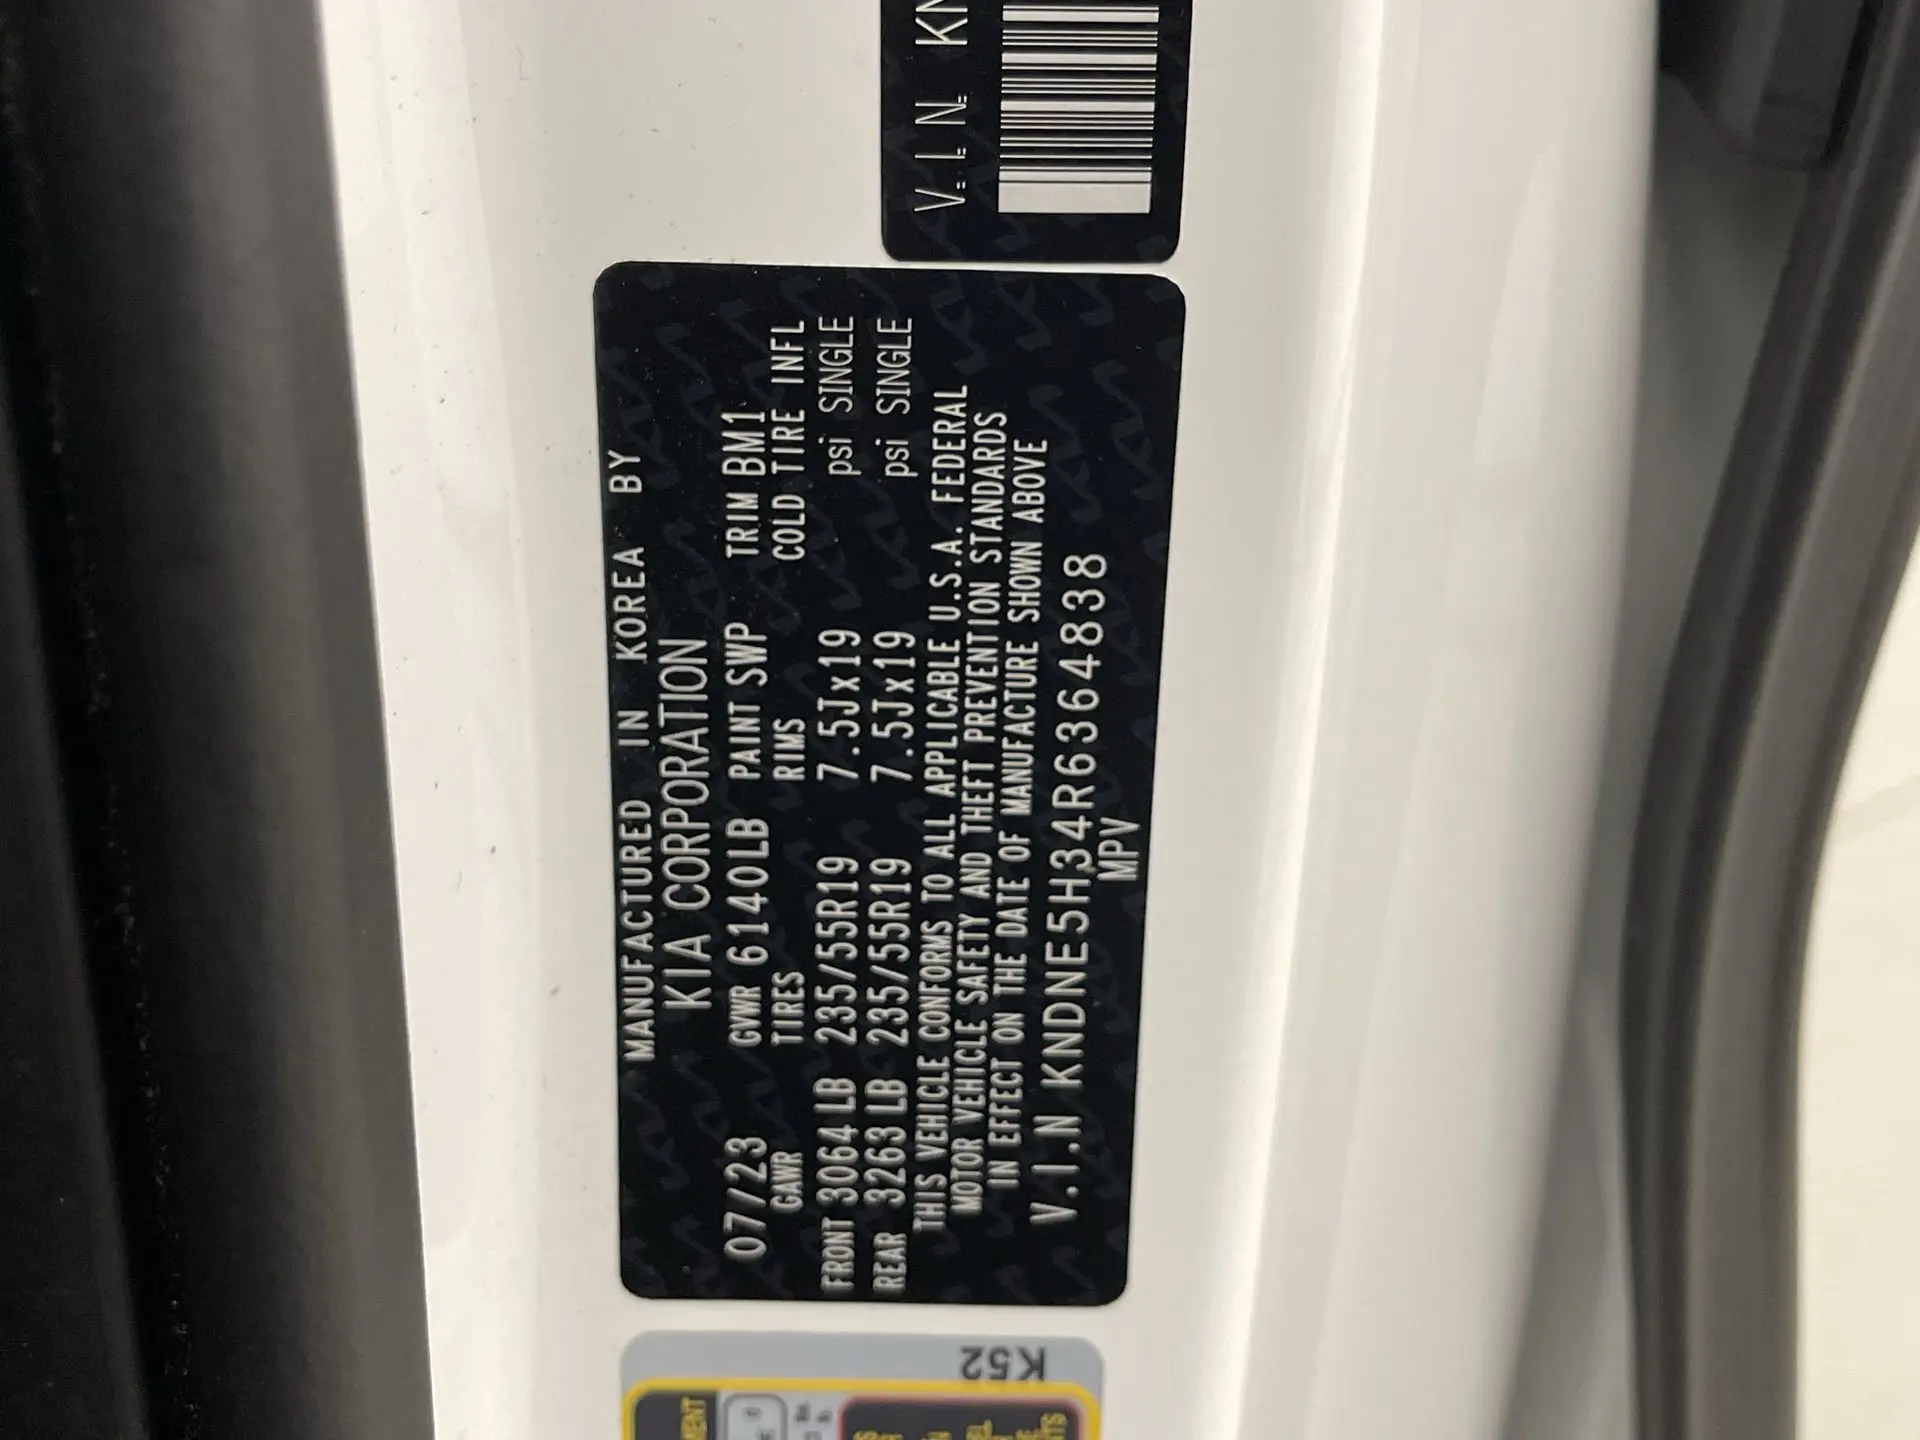 MANUFACTURED IN KOREA BY
KIA CORPORATION
07/23 GVWR 6140LB PAINT SWP TRIM BM1
GAWR TIRES RIMS COLD TIRE INFL
FRONT 3064 LB 235/55R19 7.5Jx19 psi SINGLE
REAR 3263 LB 235/55R19 7.5Jx19 psi SINGLE
THIS VEHICLE CONFORMS TO ALL APPLICABLE U.S.A. FEDERAL
MOTOR VEHICLE SAFETY AND THEFT PREVENTION STANDARDS
IN EFFECT ON THE DATE OF MANUFACTURE SHOWN ABOVE
V.I.N KNDNE5H34R6364838
MPV
V.I.N. KN
K52